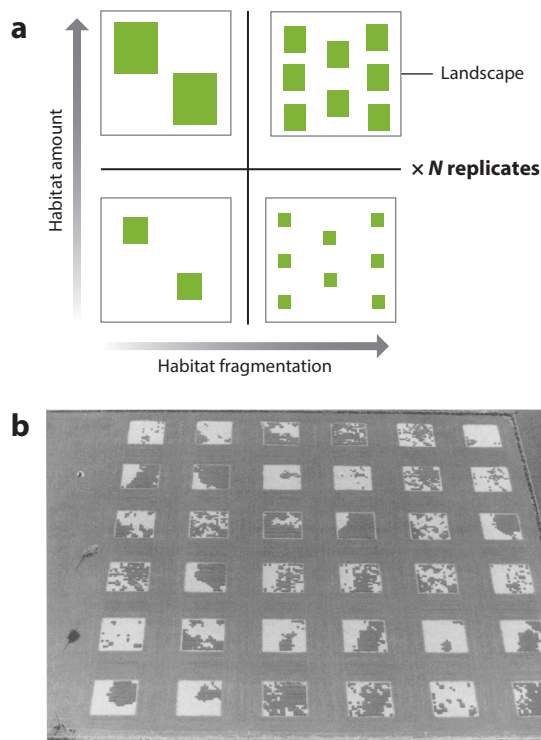 a
Habitat amount
Landscape
× N replicates
Habitat fragmentation
b